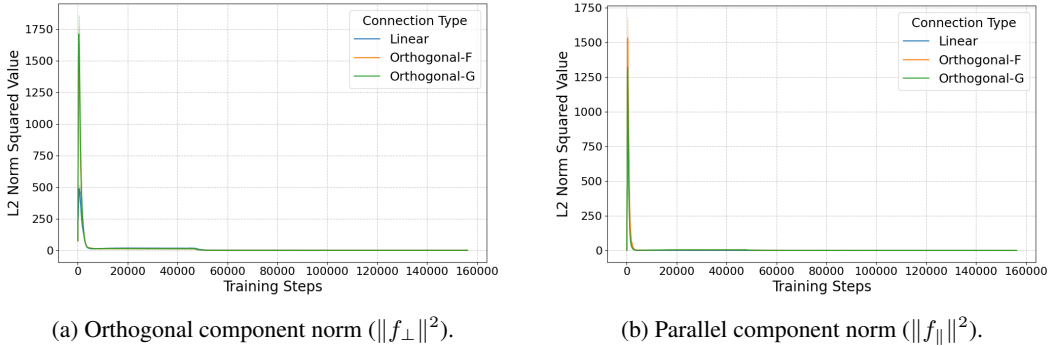 L2 Norm Squared Value
1750
1500
1250
1000
750
500
250
0
0 20000 40000 60000 80000 100000 120000 140000 160000
Training Steps
Connection Type
Linear
Orthogonal-F
Orthogonal-G
(a) Orthogonal component norm (‖f⊥‖²).
L2 Norm Squared Value
1750
1500
1250
1000
750
500
250
0
0 20000 40000 60000 80000 100000 120000 140000 160000
Training Steps
Connection Type
Linear
Orthogonal-F
Orthogonal-G
(b) Parallel component norm (‖f∥‖²).